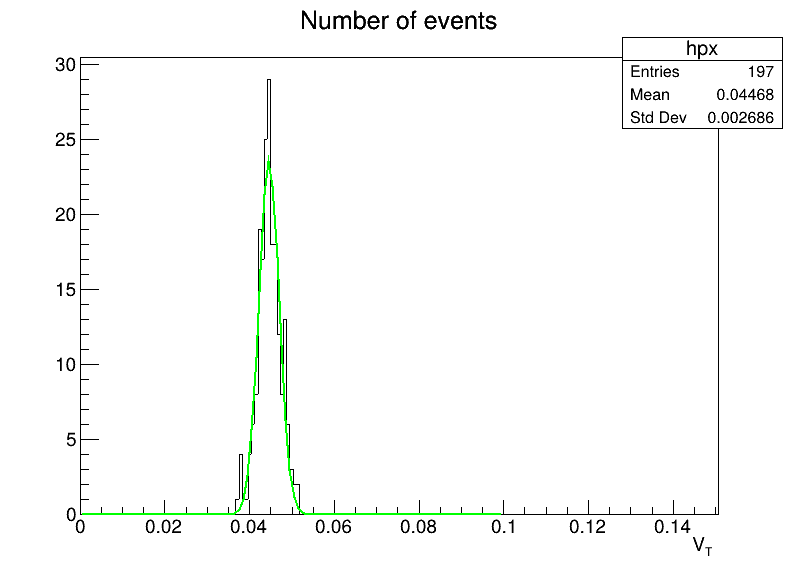 Number of events
hpx
Entries 197
Mean 0.04468
Std Dev 0.002686
30
25
20
15
10
5
0
0 0.02 0.04 0.06 0.08 0.1 0.12 0.14
V_T